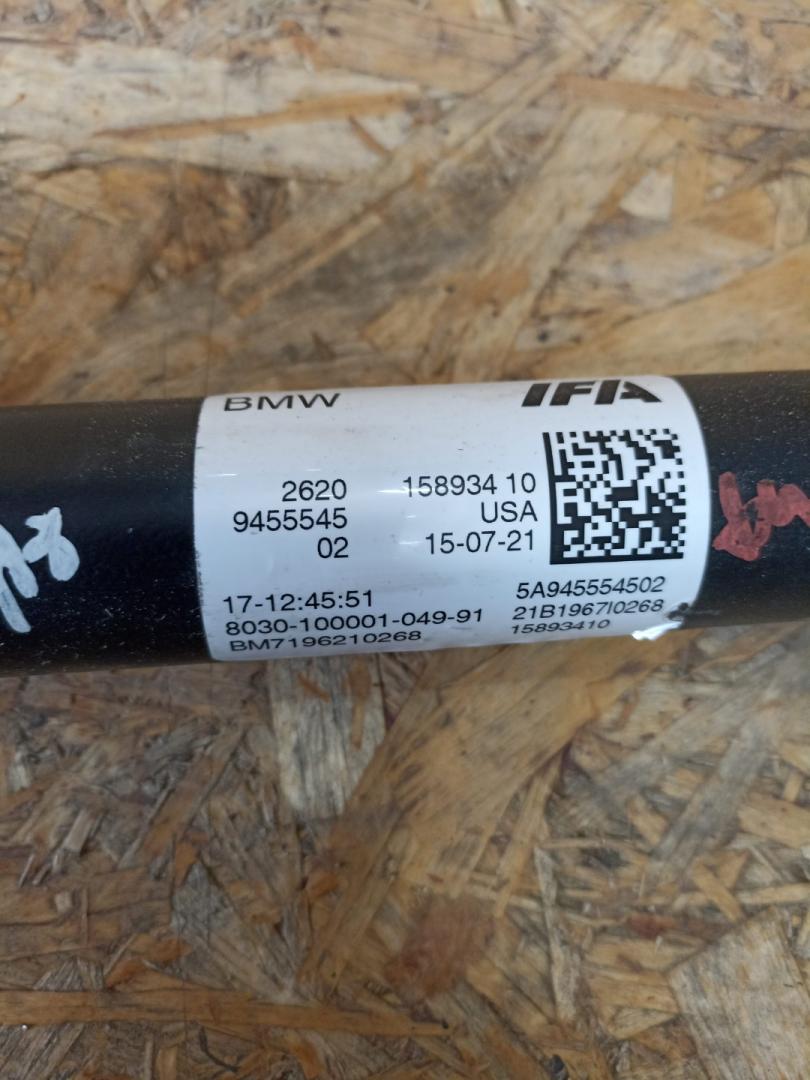 BMW IFA
2620 158934 10
9455545 USA
02 15-07-21
17-12:45:51 5A945554502
8030-100001-049-91 21B1967I0268
BM7196210268 15893410